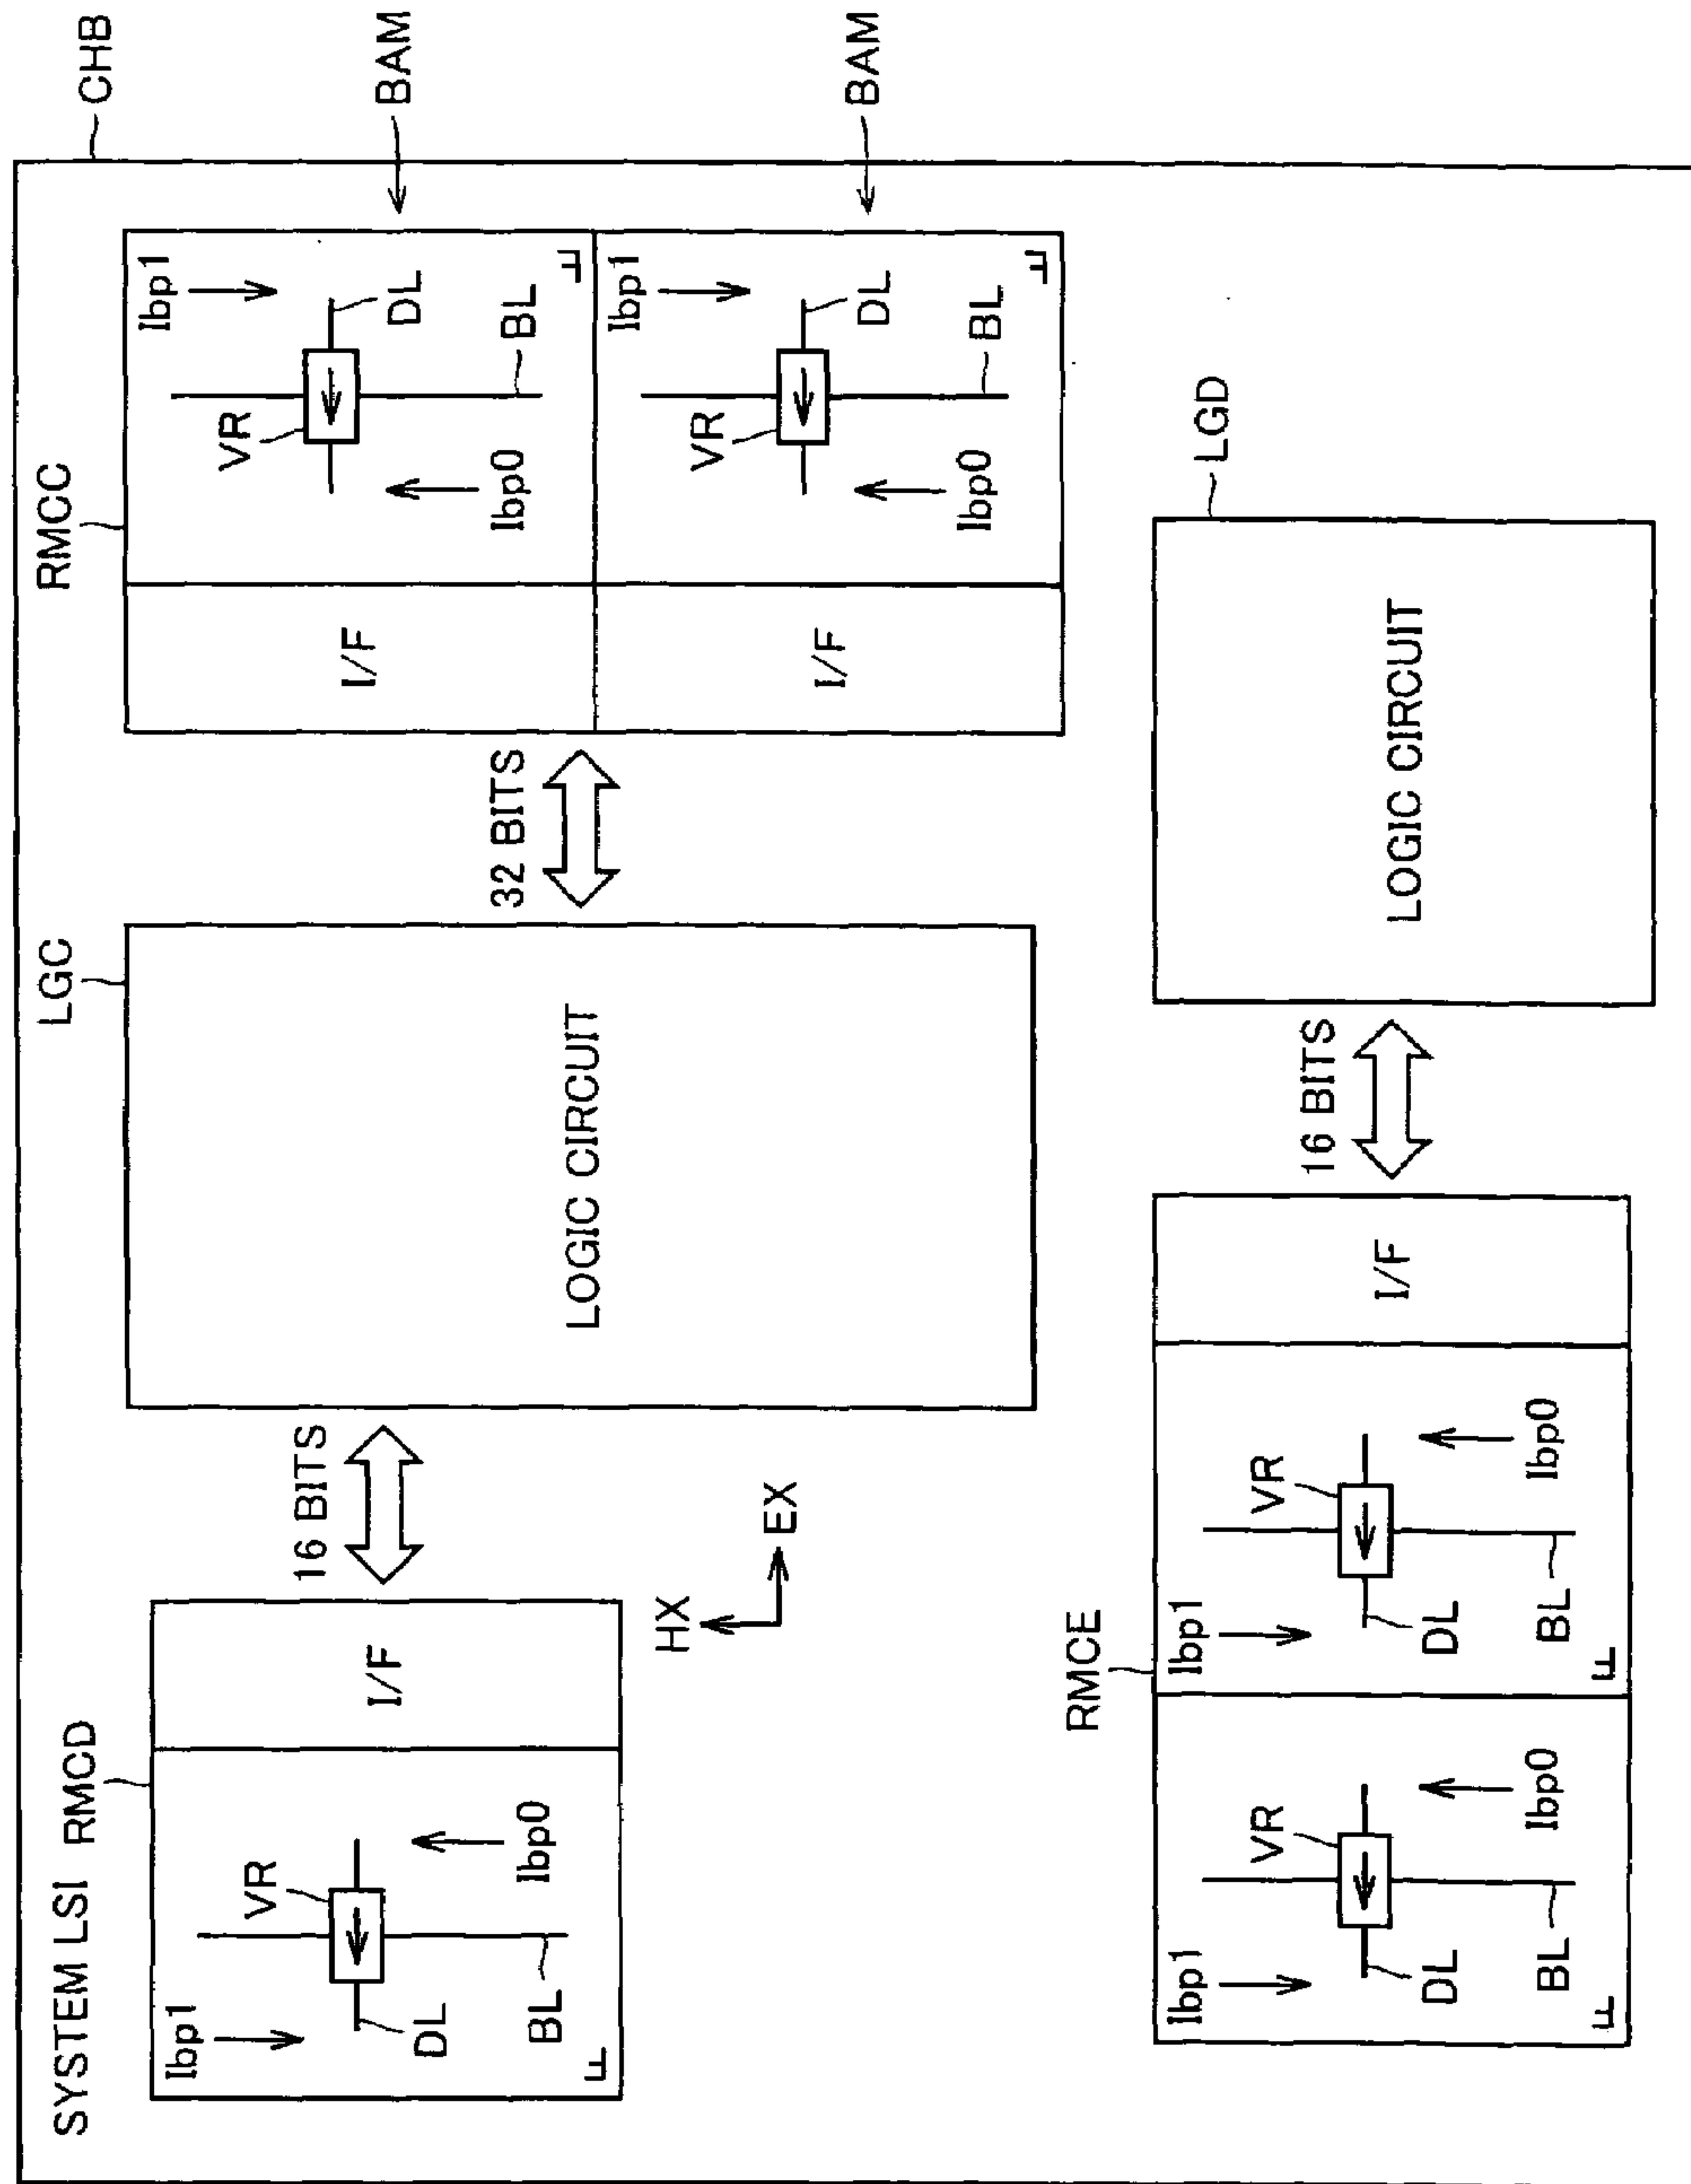 SYSTEM LSI
RMCD
LGC
RMCC
CHB
Ibp1
VR
DL
BL
Ibp0
F
I/F
16 BITS
LOGIC CIRCUIT
32 BITS
I/F
Ibp1
VR
DL
BL
Ibp0
F
BAM
I/F
Ibp1
VR
DL
BL
Ibp0
F
BAM
HX
EX
RMCE
LGD
Ibp1
VR
DL
BL
Ibp0
F
Ibp1
VR
DL
BL
Ibp0
F
I/F
16 BITS
LOGIC CIRCUIT